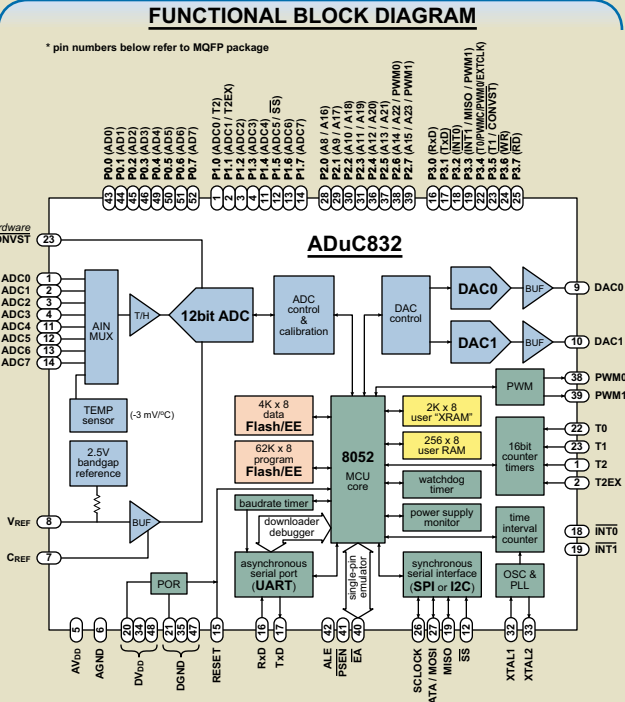 FUNCTIONAL BLOCK DIAGRAM
* pin numbers below refer to MQFP package
P0.0 (AD0)
P0.1 (AD1)
P0.2 (AD2)
P0.3 (AD3)
P0.4 (AD4)
P0.5 (AD5)
P0.6 (AD6)
P0.7 (AD7)
P1.0 (ADC0 / T2)
P1.1 (ADC1 / T2EX)
P1.2 (ADC2)
P1.3 (ADC3)
P1.4 (ADC4)
P1.5 (ADC5 / SS)
P1.6 (ADC6)
P1.7 (ADC7)
P2.0 (A8 / A16)
P2.1 (A9 / A17)
P2.2 (A10 / A18)
P2.3 (A11 / A19)
P2.4 (A12 / A20)
P2.5 (A13 / A21)
P2.6 (A14 / A22 / PWM0)
P2.7 (A15 / A23 / PWM1)
P3.0 (RxD)
P3.1 (TxD)
P3.2 (INT0)
P3.3 (INT1 / MISO / PWM1)
P3.4 (T0/PWMC/PWM0/EXTCLK)
P3.5 (T1 / CONVST)
P3.6 (WR)
P3.7 (RD)
43 44 45 46 49 50 51 52
1 2 3 4 11 12 13 14
28 29 30 31 36 37 38 39
16 17 18 19 22 23 24 25
ADuC832
23
ADC0 1
ADC1 2
ADC2 3
ADC3 4
ADC4 11
ADC5 12
ADC6 13
ADC7 14
AIN
MUX
T/H
12bit ADC
ADC
control
&
calibration
DAC
control
DAC0
BUF
9 DAC0
DAC1
BUF
10 DAC1
TEMP
sensor
(-3 mV/ºC)
2.5V
bandgap
reference
VREF 8
BUF
CREF 7
4K x 8
data
Flash/EE
62K x 8
program
Flash/EE
8052
MCU
core
2K x 8
user "XRAM"
256 x 8
user RAM
watchdog
timer
power supply
monitor
PWM
38 PWM0
39 PWM1
16bit
counter
timers
22 T0
23 T1
1 T2
2 T2EX
time
interval
counter
18 INT0
19 INT1
baudrate timer
downloader
debugger
asynchronous
serial port
(UART)
single-pin
emulator
synchronous
serial interface
(SPI or I2C)
OSC &
PLL
POR
5 6 20 34 48 21 35 47 15 16 17 42 41 40 26 27 19 12 32 33
AVDD
AGND
DVDD
DGND
RESET
RxD
TxD
ALE
PSEN
EA
SCLOCK
ATA / MOSI
MISO
SS
XTAL1
XTAL2